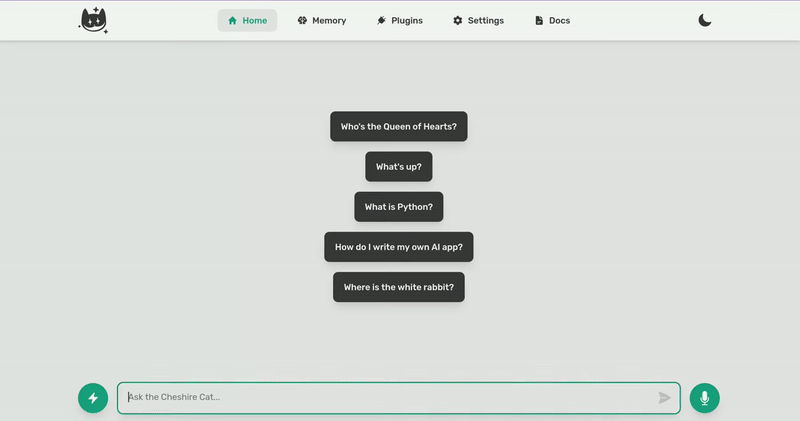 Home
Memory
Plugins
Settings
Docs
Who's the Queen of Hearts?
What's up?
What is Python?
How do I write my own AI app?
Where is the white rabbit?
Ask the Cheshire Cat...